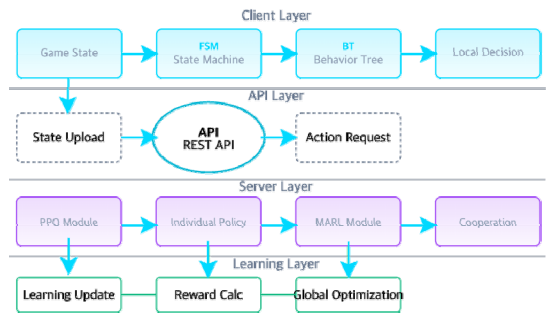 Client Layer
Game State
FSM
State Machine
BT
Behavior Tree
Local Decision
API Layer
State Upload
API
REST API
Action Request
Server Layer
PPO Module
Individual Policy
MARL Module
Cooperation
Learning Layer
Learning Update
Reward Calc
Global Optimization